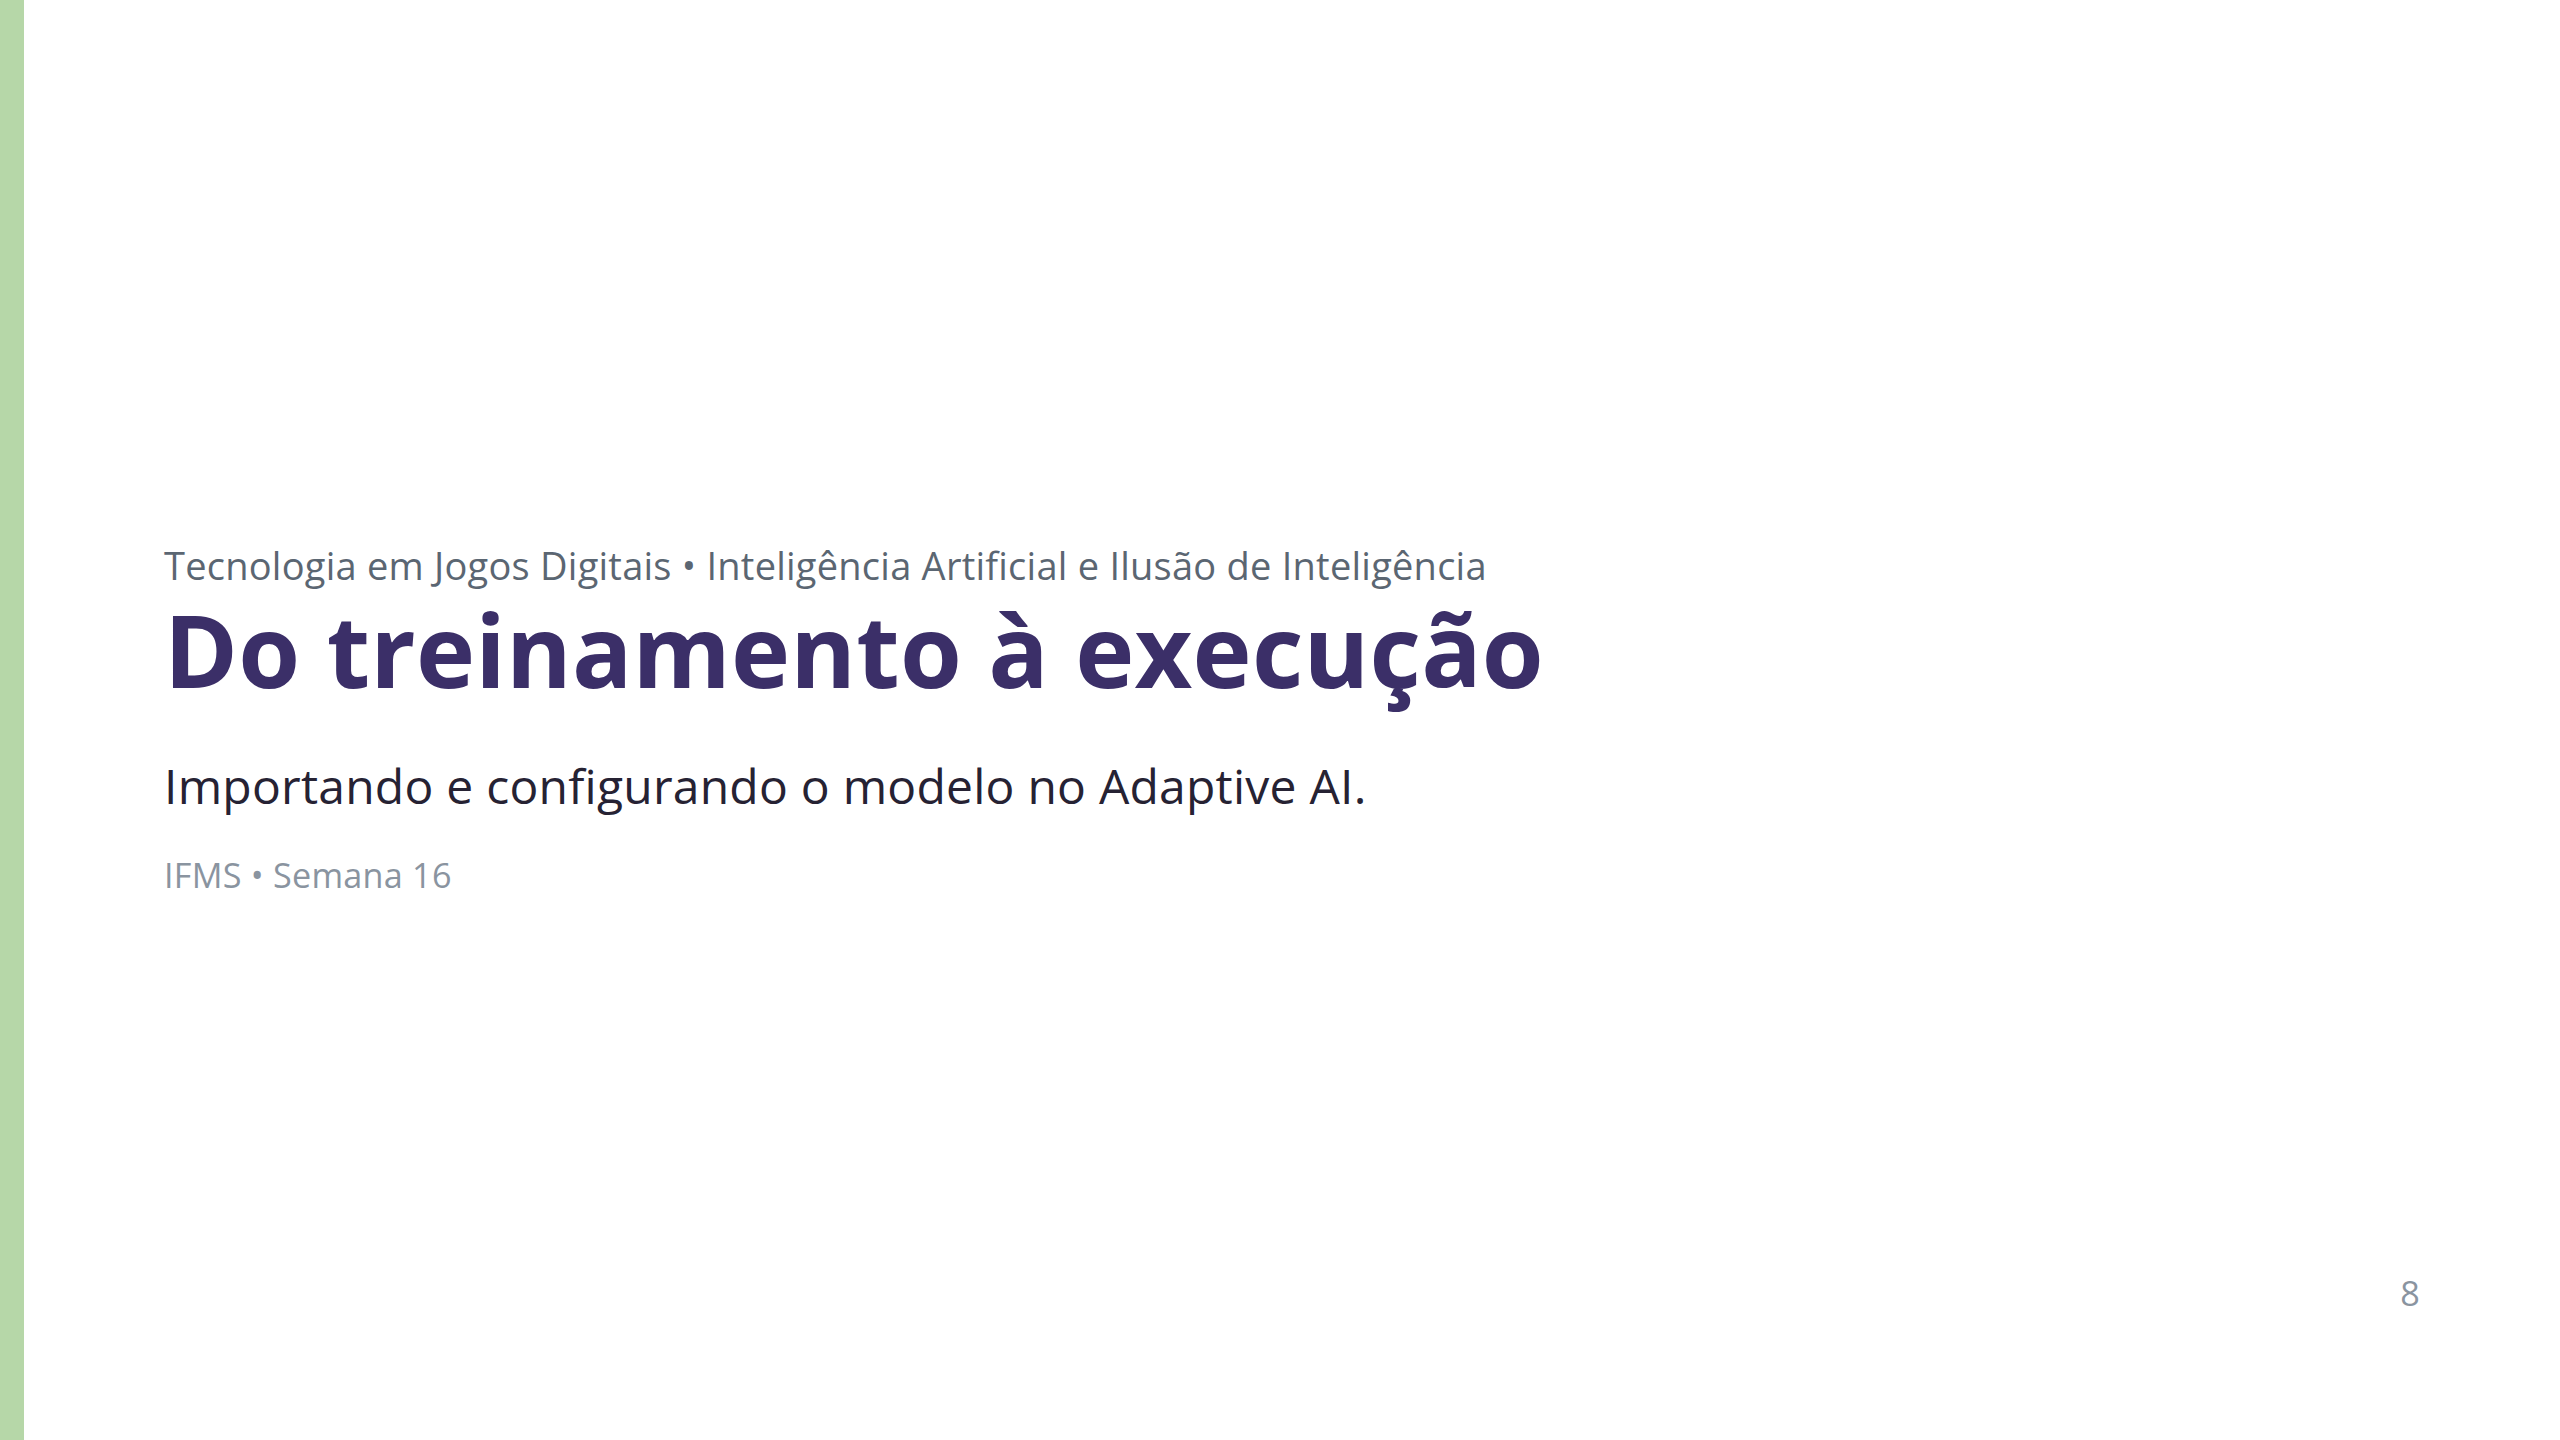 Tecnologia em Jogos Digitais • Inteligência Artificial e Ilusão de Inteligência
Do treinamento à execução
Importando e configurando o modelo no Adaptive AI.
IFMS • Semana 16
8